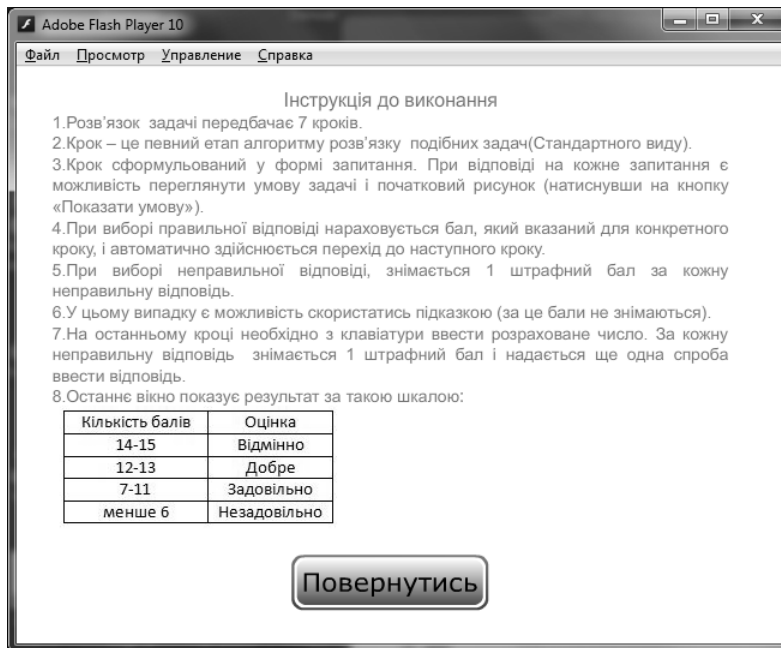 Adobe Flash Player 10
Файл Просмотр Управление Справка
Інструкція до виконання
1.Розв’язок задачі передбачає 7 кроків.
2.Крок – це певний етап алгоритму розв’язку подібних задач(Стандартного виду).
3.Крок сформульований у формі запитання. При відповіді на кожне запитання є
можливість переглянути умову задачі і початковий рисунок (натиснувши на кнопку
«Показати умову»).
4.При виборі правильної відповіді нараховується бал, який вказаний для конкретного
кроку, і автоматично здійснюється перехід до наступного кроку.
5.При виборі неправильної відповіді, знімається 1 штрафний бал за кожну
неправильну відповідь.
6.У цьому випадку є можливість скористатись підказкою (за це бали не знімаються).
7.На останньому кроці необхідно з клавіатури ввести розраховане число. За кожну
неправильну відповідь знімається 1 штрафний бал і надається ще одна спроба
ввести відповідь.
8.Останнє вікно показує результат за такою шкалою:
Кількість балів Оцінка
14-15 Відмінно
12-13 Добре
7-11 Задовільно
менше 6 Незадовільно
Повернутись